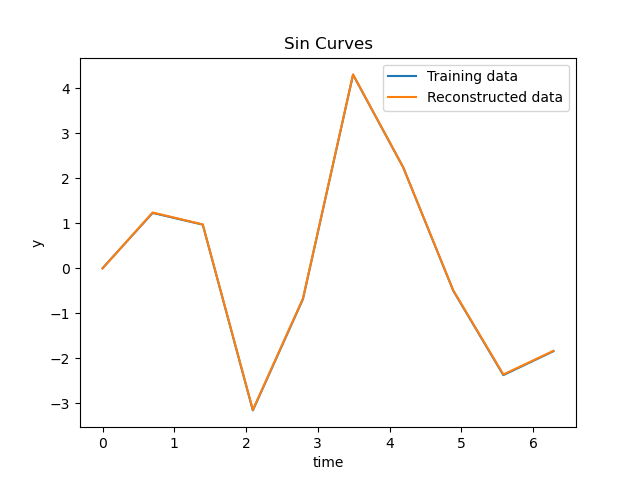 Sin Curves
Training data
Reconstructed data
4
3
2
1
0
−1
−2
−3
y
0 1 2 3 4 5 6
time